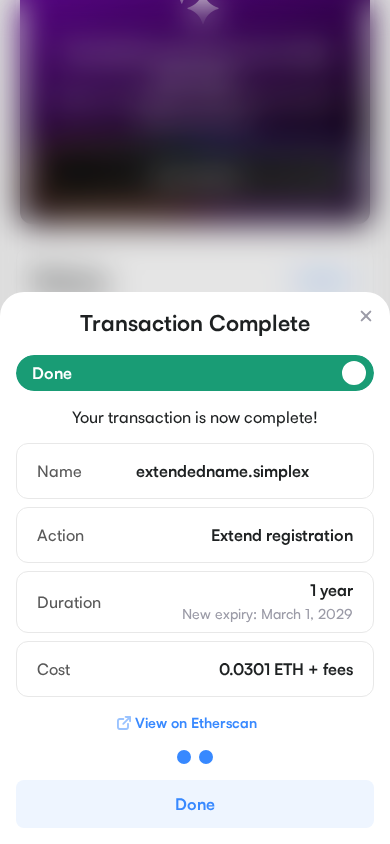 Transaction Complete
Done
Your transaction is now complete!
Name extendedname.simplex
Action Extend registration
Duration 1 year
New expiry: March 1, 2029
Cost 0.0301 ETH + fees
View on Etherscan
Done